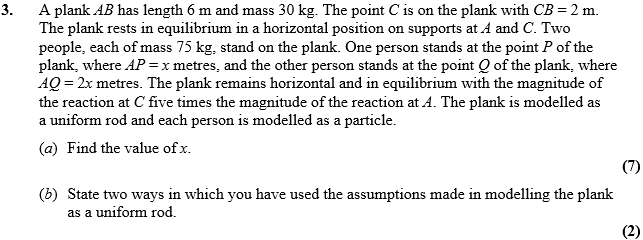 3. A plank AB has length 6 m and mass 30 kg. The point C is on the plank with CB = 2 m.
The plank rests in equilibrium in a horizontal position on supports at A and C. Two
people, each of mass 75 kg, stand on the plank. One person stands at the point P of the
plank, where AP = x metres, and the other person stands at the point Q of the plank, where
AQ = 2x metres. The plank remains horizontal and in equilibrium with the magnitude of
the reaction at C five times the magnitude of the reaction at A. The plank is modelled as
a uniform rod and each person is modelled as a particle.
(a) Find the value of x.
(7)
(b) State two ways in which you have used the assumptions made in modelling the plank
as a uniform rod.
(2)